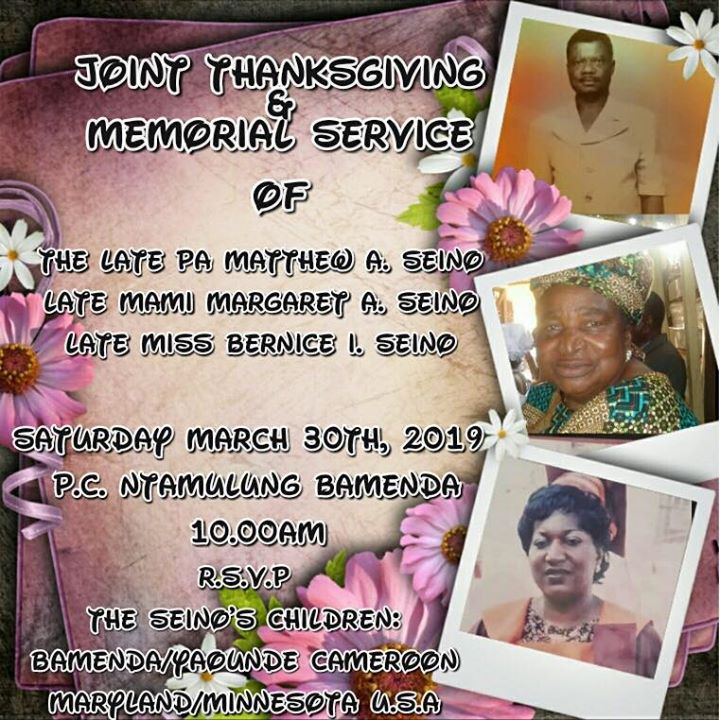 JOINT THANKSGIVING
&
MEMORIAL SERVICE
OF
THE LATE PA MATTHEW A. SEINO
LATE MAMI MARGARET A. SEINO
LATE MISS BERNICE I. SEINO
SATURDAY MARCH 30TH, 2019
P.C. NTAMULUNG BAMENDA
10.00AM
R.S.V.P
THE SEINO'S CHILDREN:
BAMENDA/YAOUNDE CAMEROON
MARYLAND/MINNESOTA U.S.A